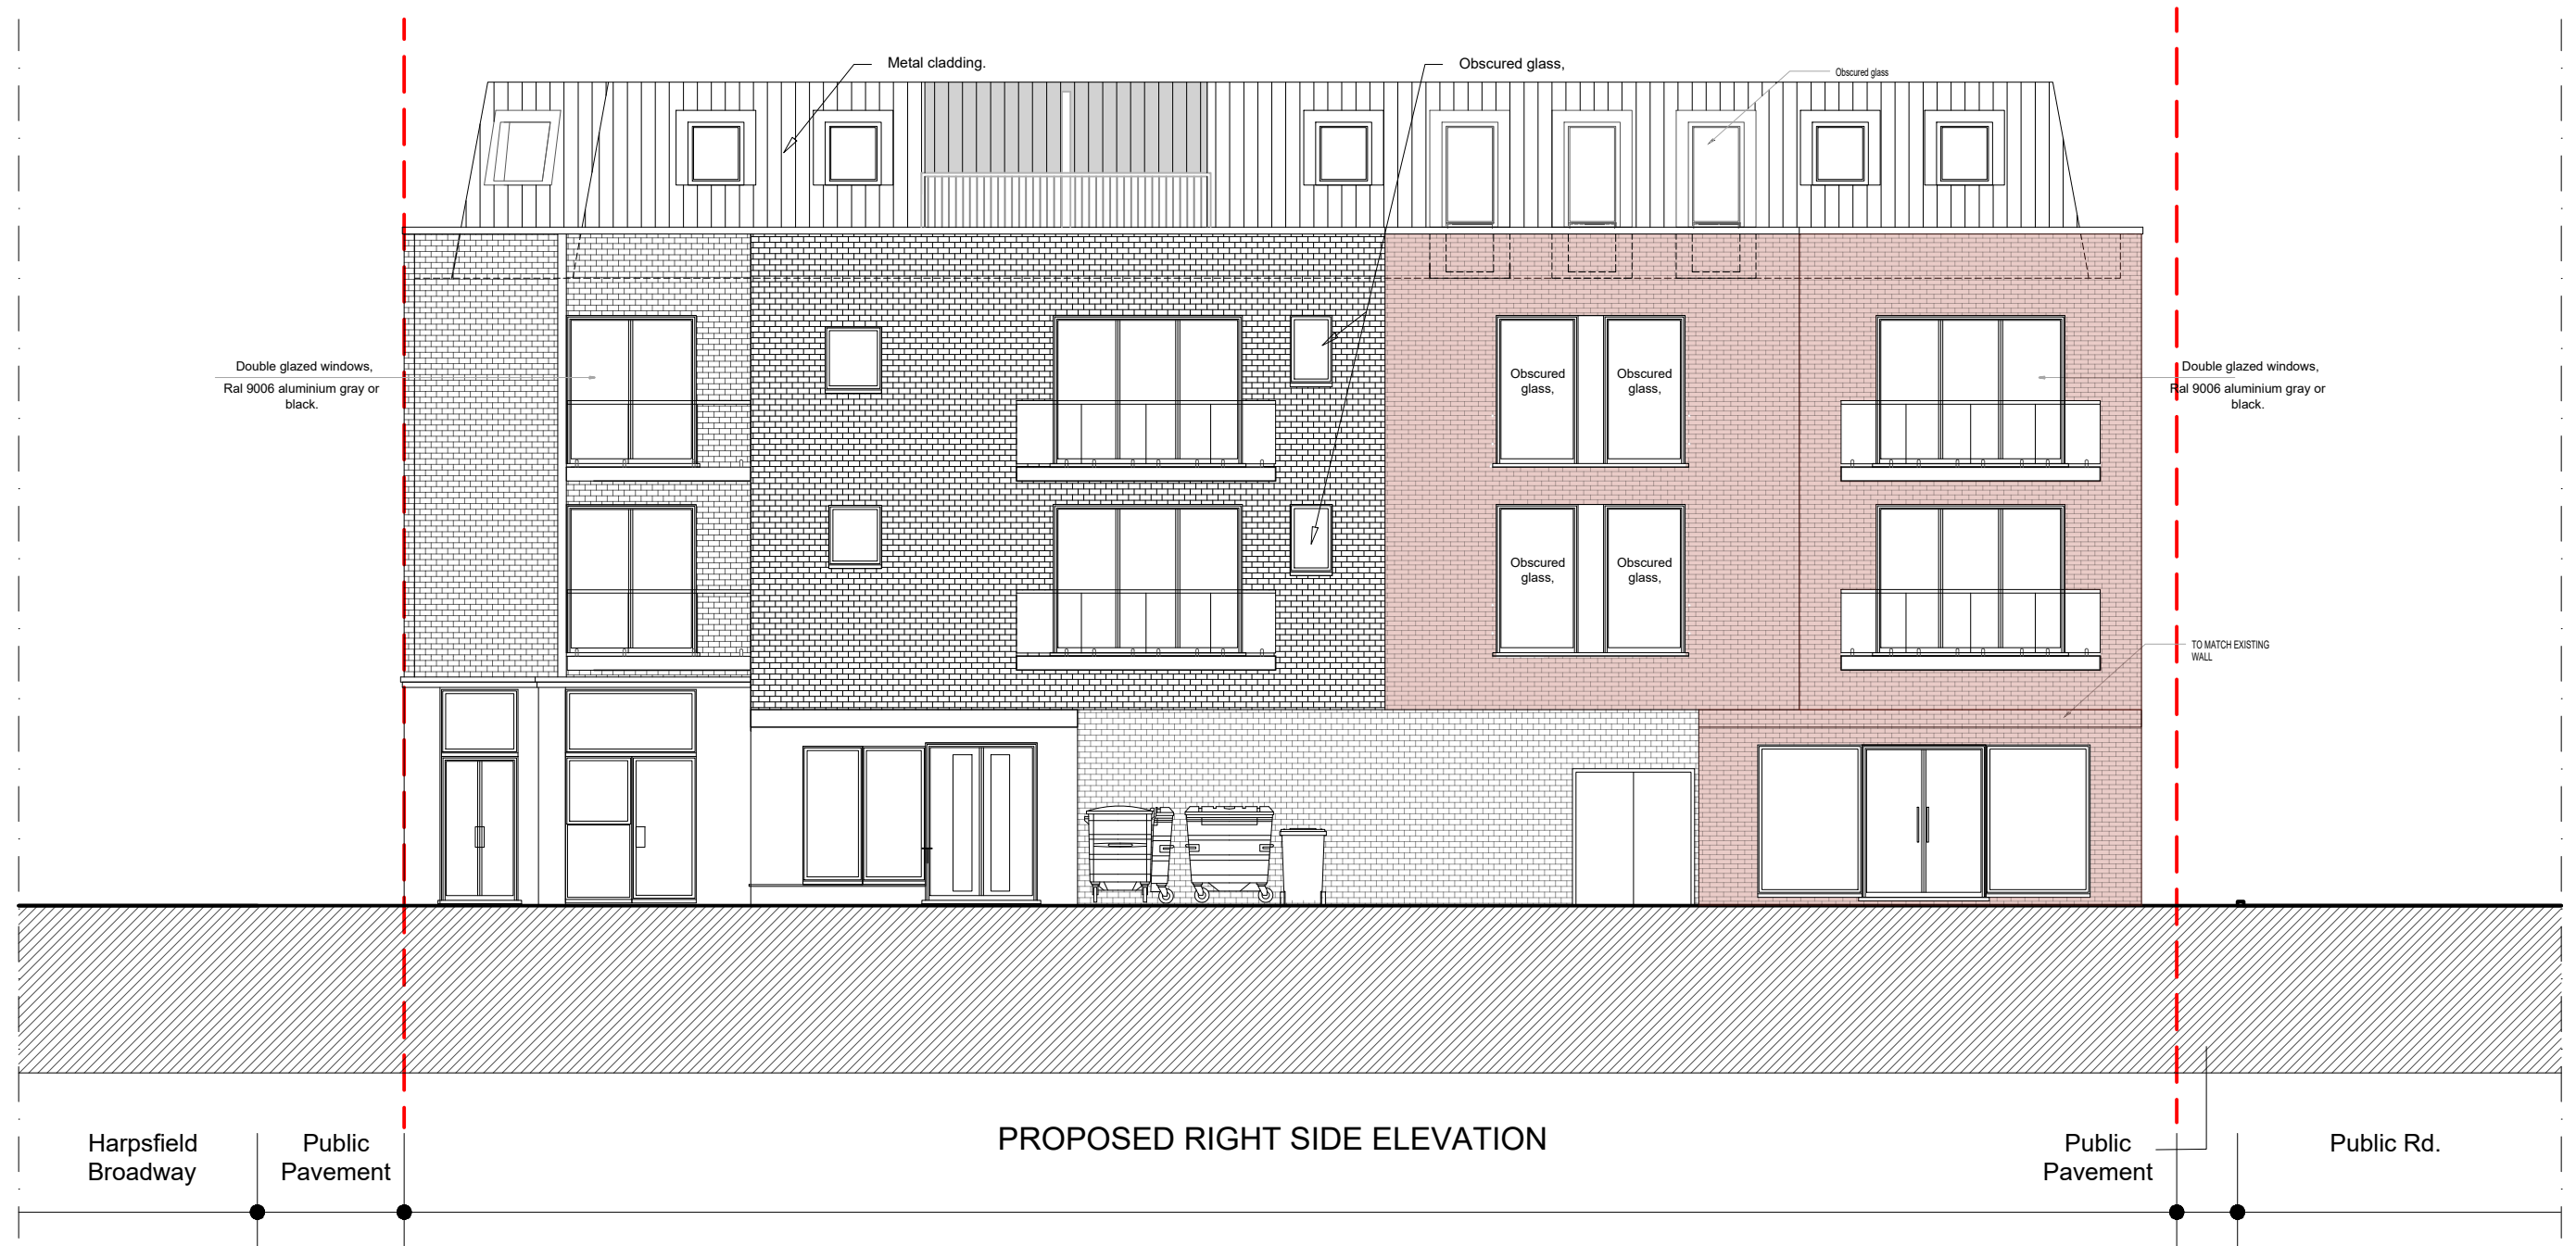 Metal cladding.
Obscured glass,
Obscured glass
Double glazed windows,
Ral 9006 aluminium gray or
black.
Obscured
glass,
Obscured
glass,
Double glazed windows,
Ral 9006 aluminium gray or
black.
Obscured
glass,
Obscured
glass,
TO MATCH EXISTING
WALL
Harpsfield
Broadway
Public
Pavement
PROPOSED RIGHT SIDE ELEVATION
Public
Pavement
Public Rd.